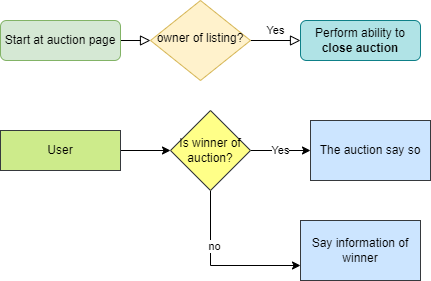 Start at auction page
owner of listing?
Yes
Perform ability to
close auction
User
Is winner of
auction?
Yes
The auction say so
no
Say information of
winner